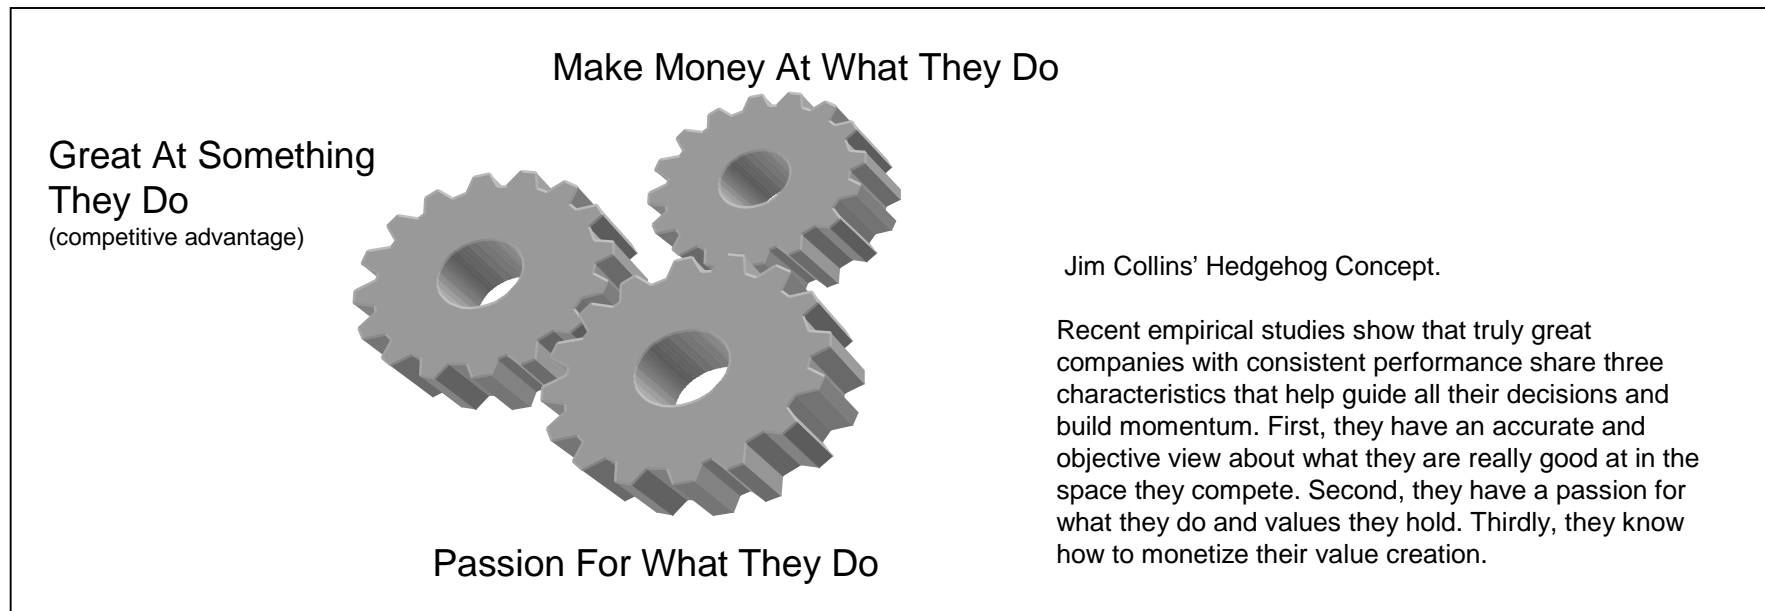 Make Money At What They Do
Great At Something
They Do
(competitive advantage)
Jim Collins’ Hedgehog Concept.
Recent empirical studies show that truly great
companies with consistent performance share three
characteristics that help guide all their decisions and
build momentum. First, they have an accurate and
objective view about what they are really good at in the
space they compete. Second, they have a passion for
what they do and values they hold. Thirdly, they know
how to monetize their value creation.
Passion For What They Do